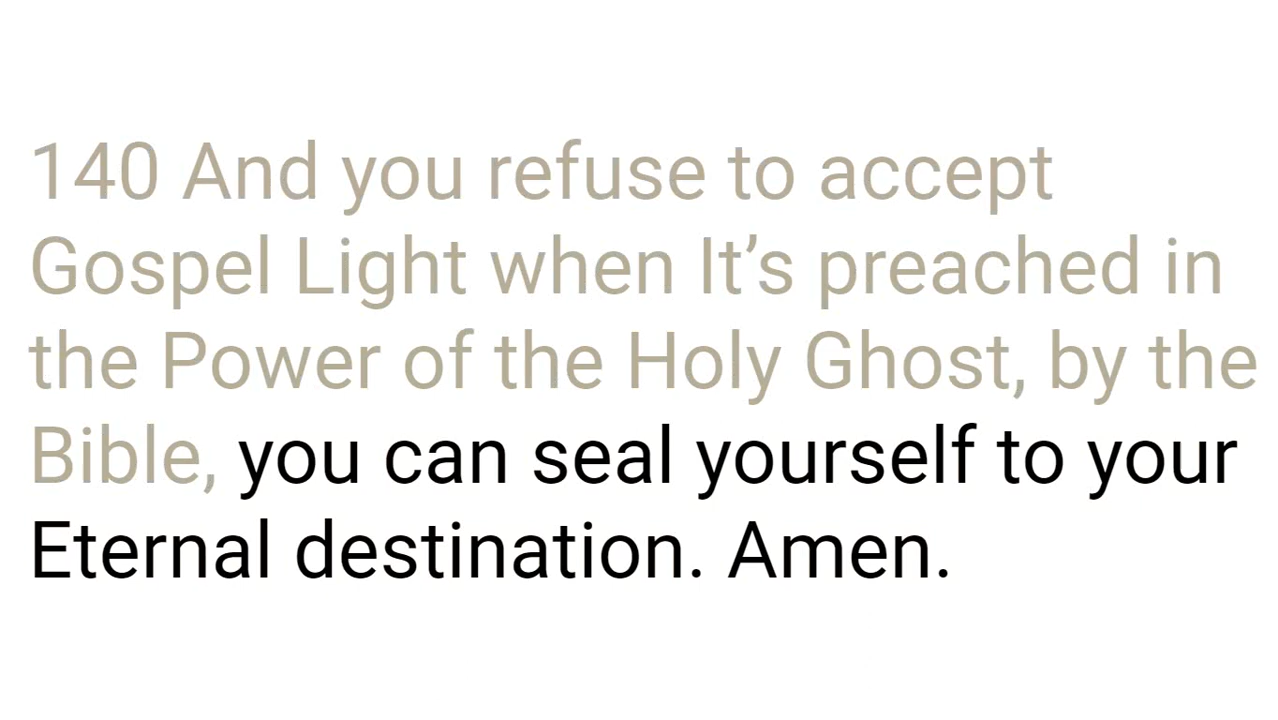 140 And you refuse to accept
Gospel Light when It’s preached in
the Power of the Holy Ghost, by the
Bible, you can seal yourself to your
Eternal destination. Amen.